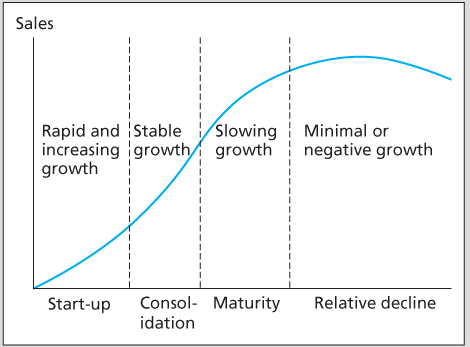 Sales
Rapid and
increasing
growth
Stable
growth
Slowing
growth
Minimal or
negative growth
Start-up
Consol-
idation
Maturity
Relative decline